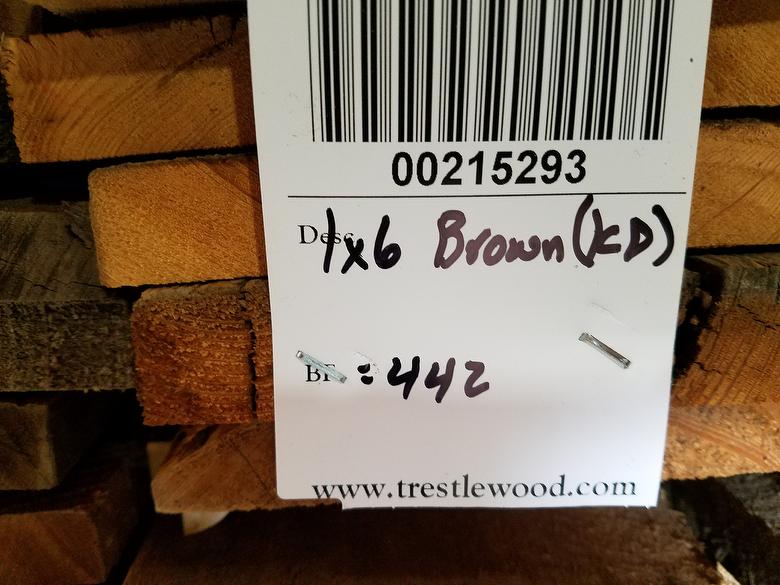 00215293
Desc 1x6 Brown (KD)
BF : 442
www.trestlewood.com